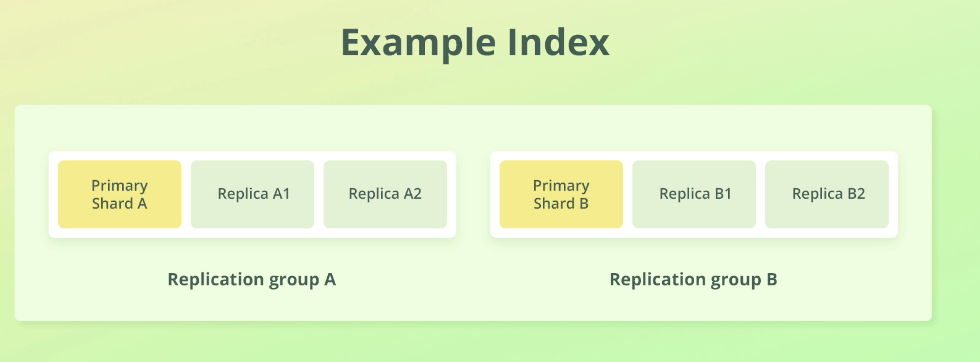 Example Index
Primary
Shard A
Replica A1
Replica A2
Replication group A
Primary
Shard B
Replica B1
Replica B2
Replication group B